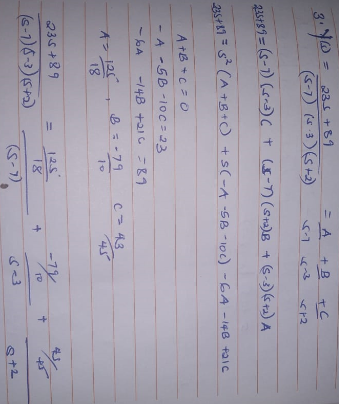 3. Y(s) = 23s + 89 / (s-7)(s-3)(s+2) = A/s-7 + B/s-3 + C/s+2
23s+89 = (s-7)(s-3)C + (s-7)(s+2)B + (s-3)(s+2)A
23s+89 = s²(A+B+C) + s(-A -5B -10C) -6A -14B +21C
A+B+C=0
-A -5B -10C = 23
-6A -14B +21C = 89
A = 125/18 , B = -79/10 C = 43/45
23s + 89 / (s-7)(s-3)(s+2) = 125/18 / (s-7) + -79/10 / s-3 + 43/45 / s+2